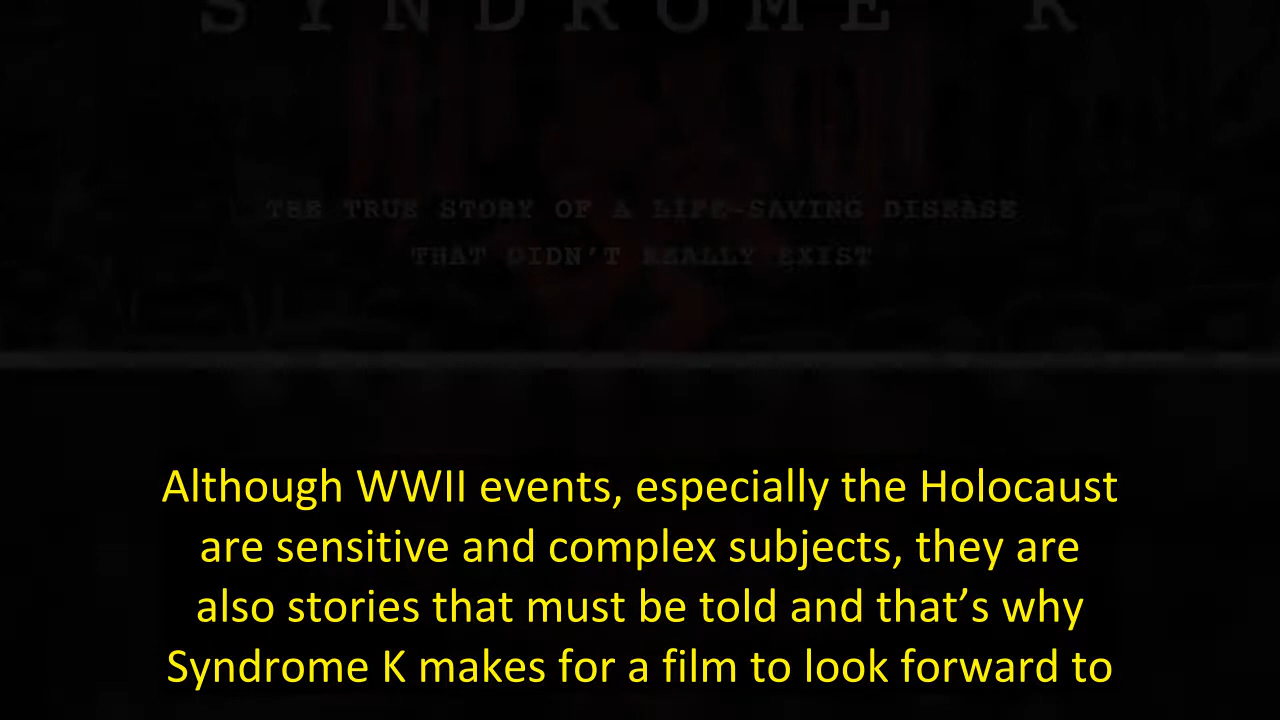 SYNDROME K
THE TRUE STORY OF A LIFE-SAVING DISEASE
THAT DIDN'T REALLY EXIST
Although WWII events, especially the Holocaust
are sensitive and complex subjects, they are
also stories that must be told and that’s why
Syndrome K makes for a film to look forward to